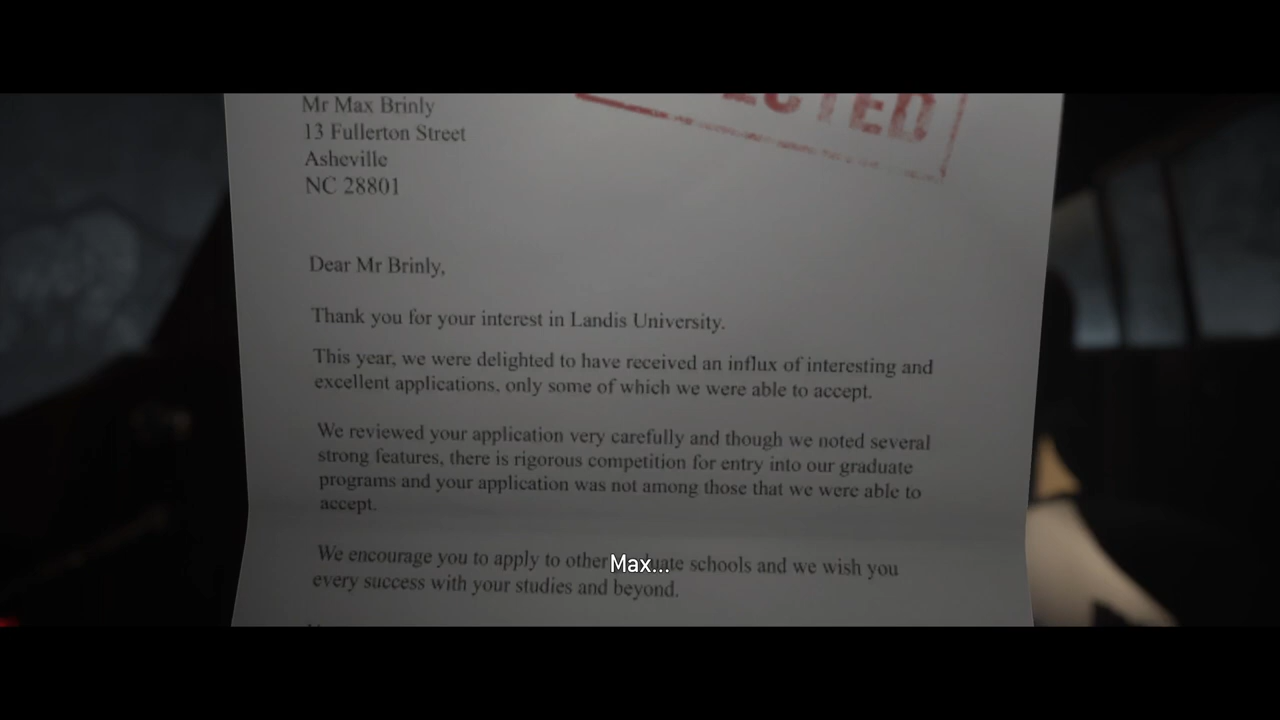 Mr Max Brinly
13 Fullerton Street
Asheville
NC 28801
Dear Mr Brinly,
Thank you for your interest in Landis University.
This year, we were delighted to have received an influx of interesting and
excellent applications, only some of which we were able to accept.
We reviewed your application very carefully and though we noted several
strong features, there is rigorous competition for entry into our graduate
programs and your application was not among those that we were able to
accept.
We encourage you to apply to other schools and we wish you
every success with your studies and beyond.
Max...